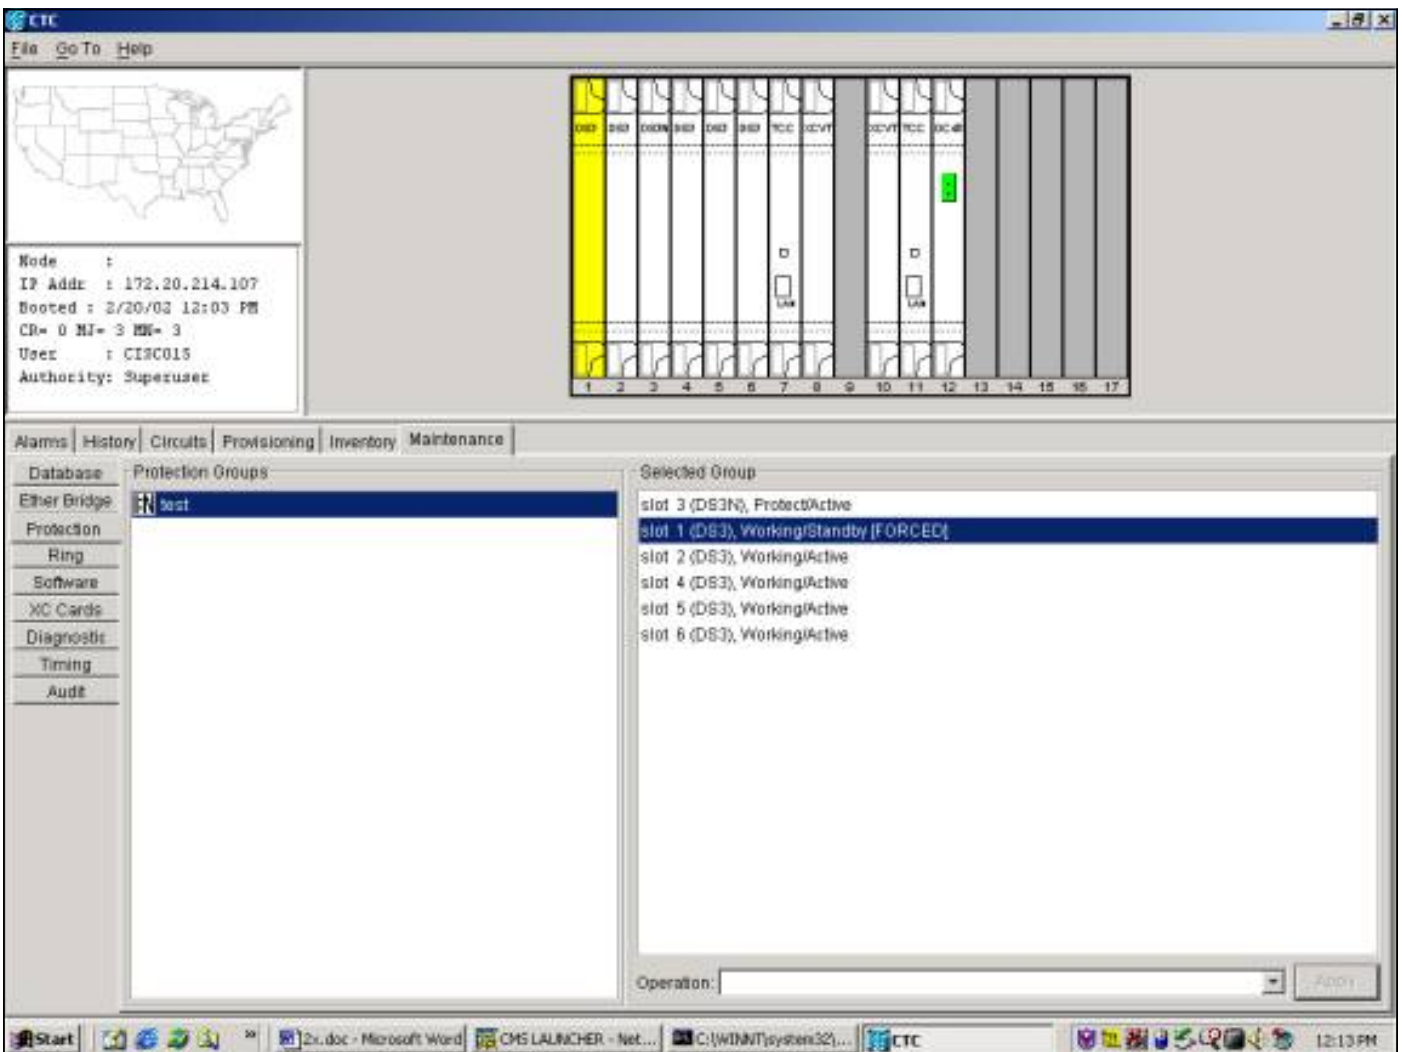 CTC
File Go To Help
DS3 DS3 DS3N DS3 DS3 DS3 TCC XCVT XCVT TCC OC48
LAN LAN
1 2 3 4 5 6 7 8 9 10 11 12 13 14 15 16 17
Node :
IP Addr : 172.20.214.107
Booted : 2/20/02 12:03 PM
CR= 0 MJ= 3 MN= 3
User : CISCO15
Authority: Superuser
Alarms History Circuits Provisioning Inventory Maintenance
Database
Ether Bridge
Protection
Ring
Software
XC Cards
Diagnostic
Timing
Audit
Protection Groups
test
Selected Group
slot 3 (DS3N), Protect/Active
slot 1 (DS3), Working/Standby [FORCED]
slot 2 (DS3), Working/Active
slot 4 (DS3), Working/Active
slot 5 (DS3), Working/Active
slot 6 (DS3), Working/Active
Operation:
Apply
Start » 2x.doc - Microsoft Word CMS LAUNCHER - Net... C:\WINNT\system32\... CTC 12:13 PM